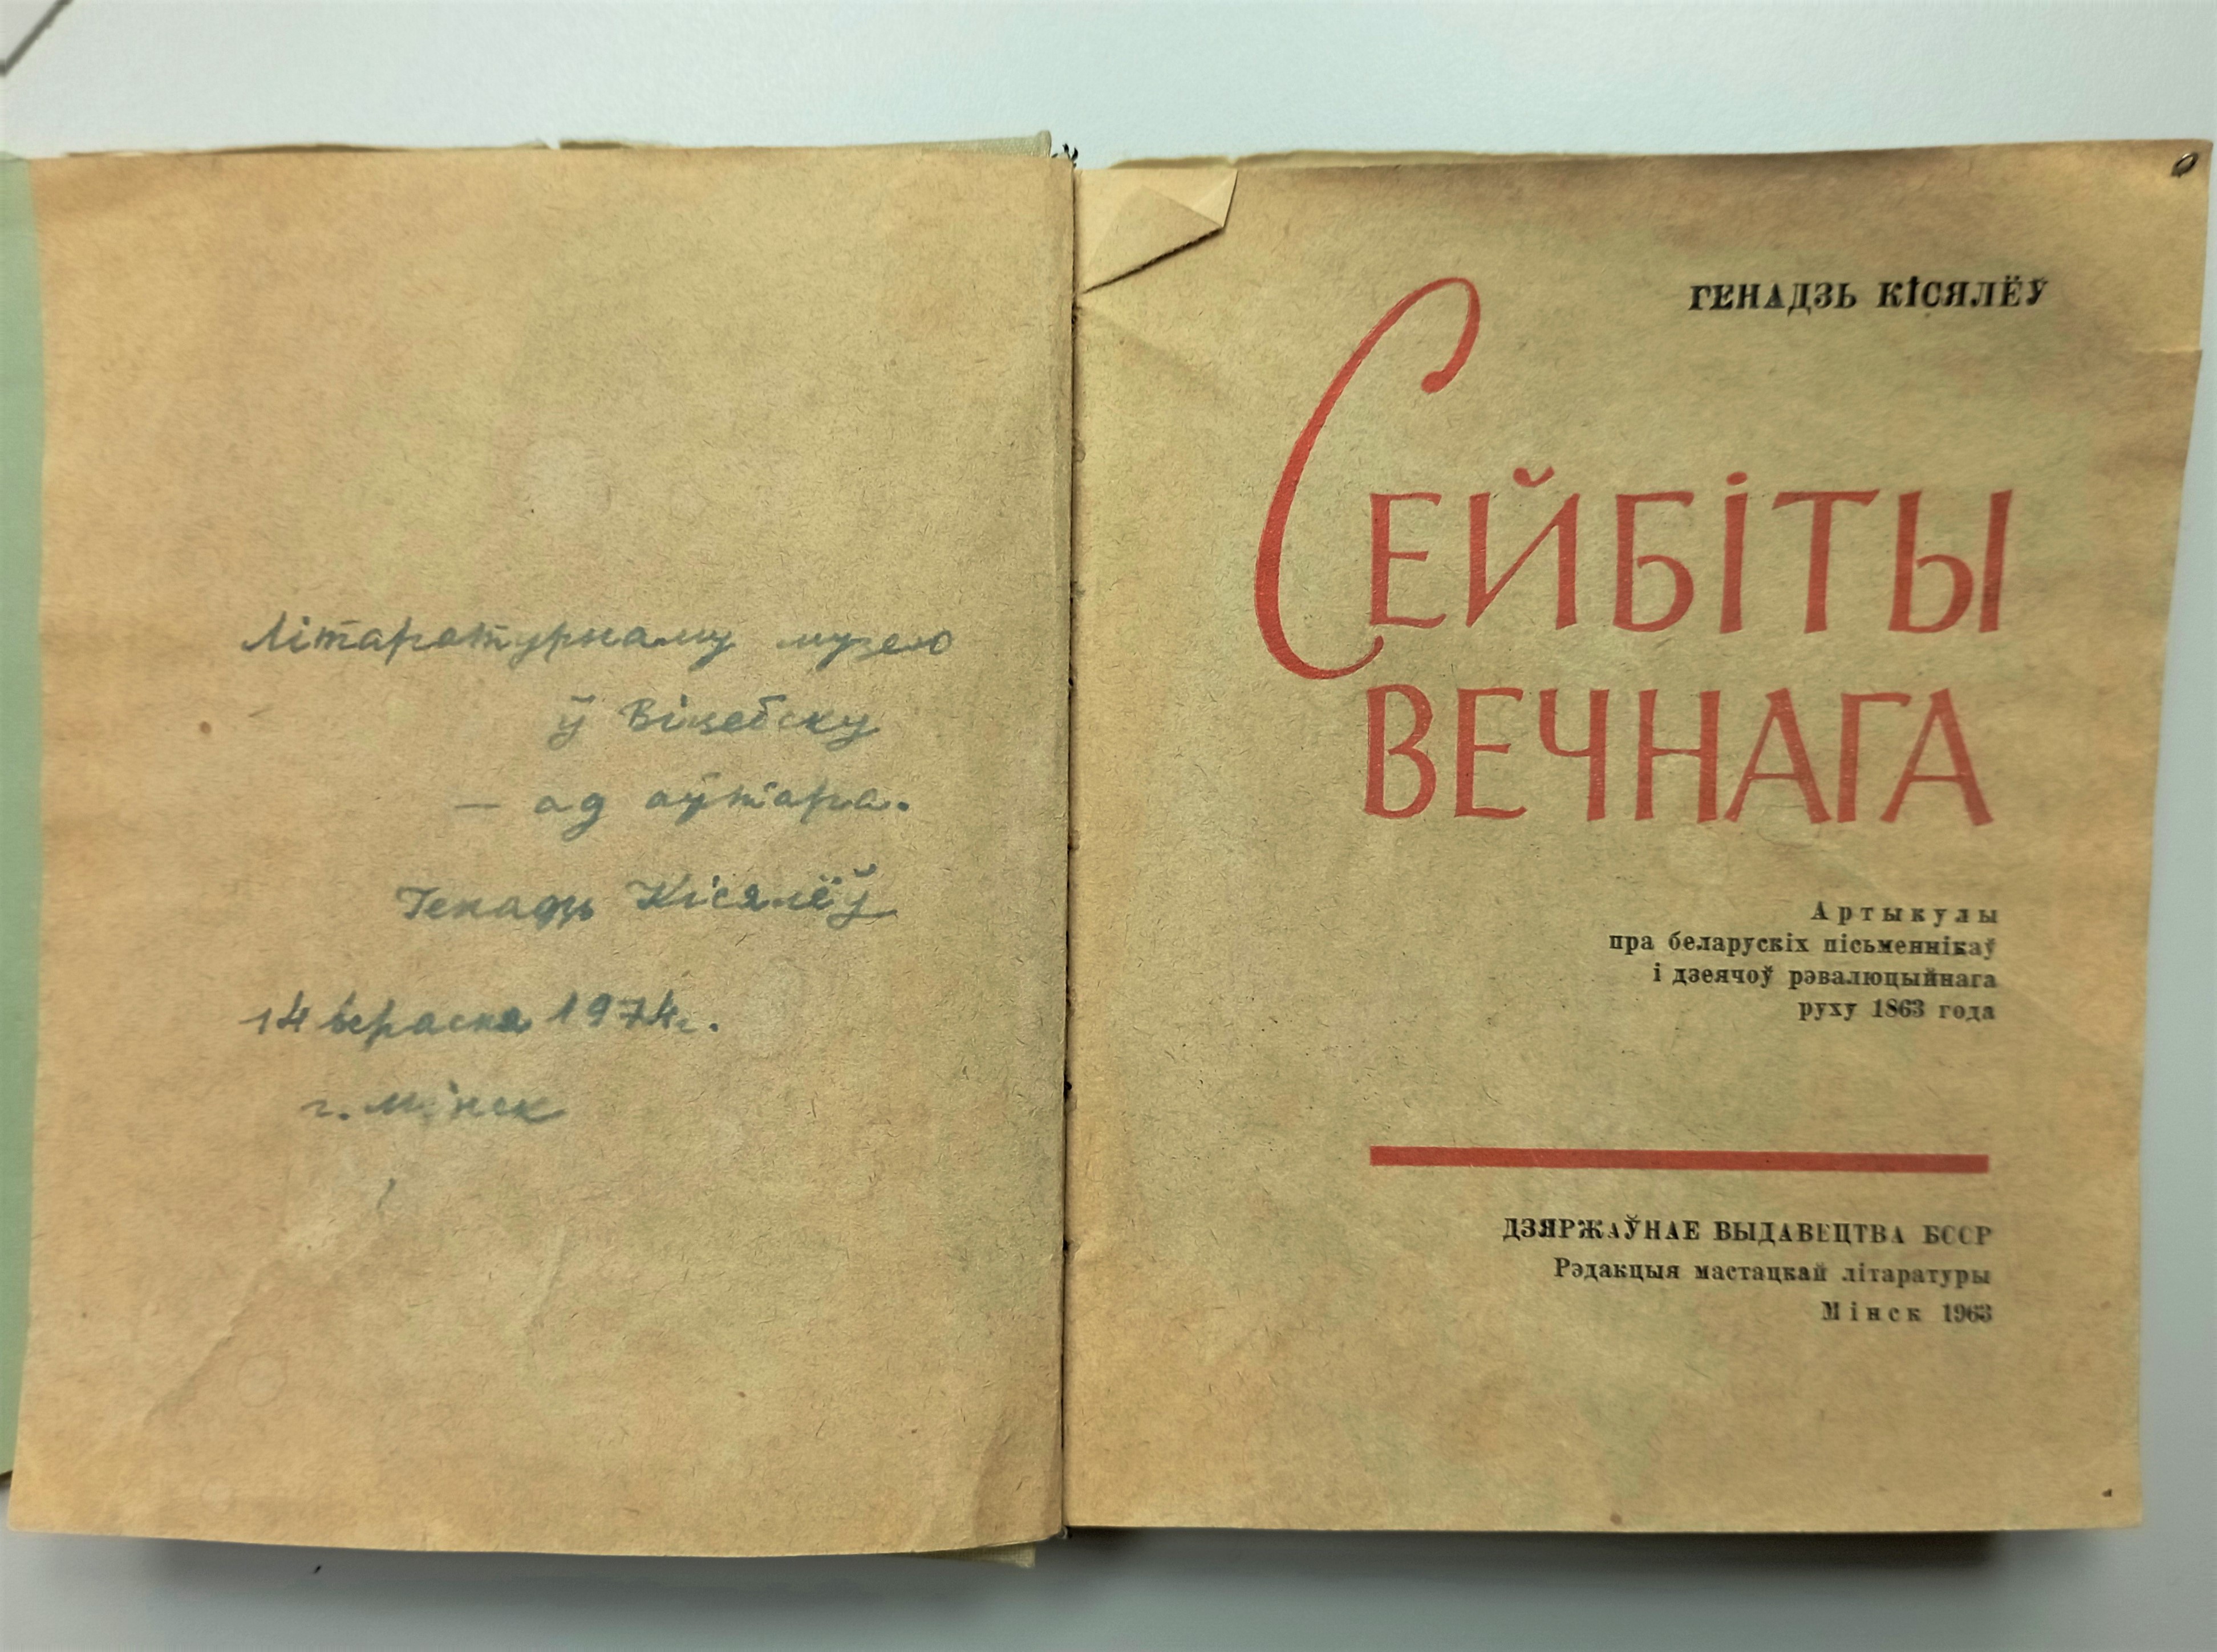 Літаратурнаму музею
ў Віцебску
— ад аўтара.
Генадзь Кісялёў
14 верасня 1974 г.
г. Мінск
ГЕНАДЗЬ КІСЯЛЁЎ
СЕЙБІТЫ
ВЕЧНАГА
Артыкулы
пра беларускіх пісьменнікаў
і дзеячоў рэвалюцыйнага
руху 1863 года
ДЗЯРЖАЎНАЕ ВЫДАВЕЦТВА БССР
Рэдакцыя мастацкай літаратуры
Мінск 1963